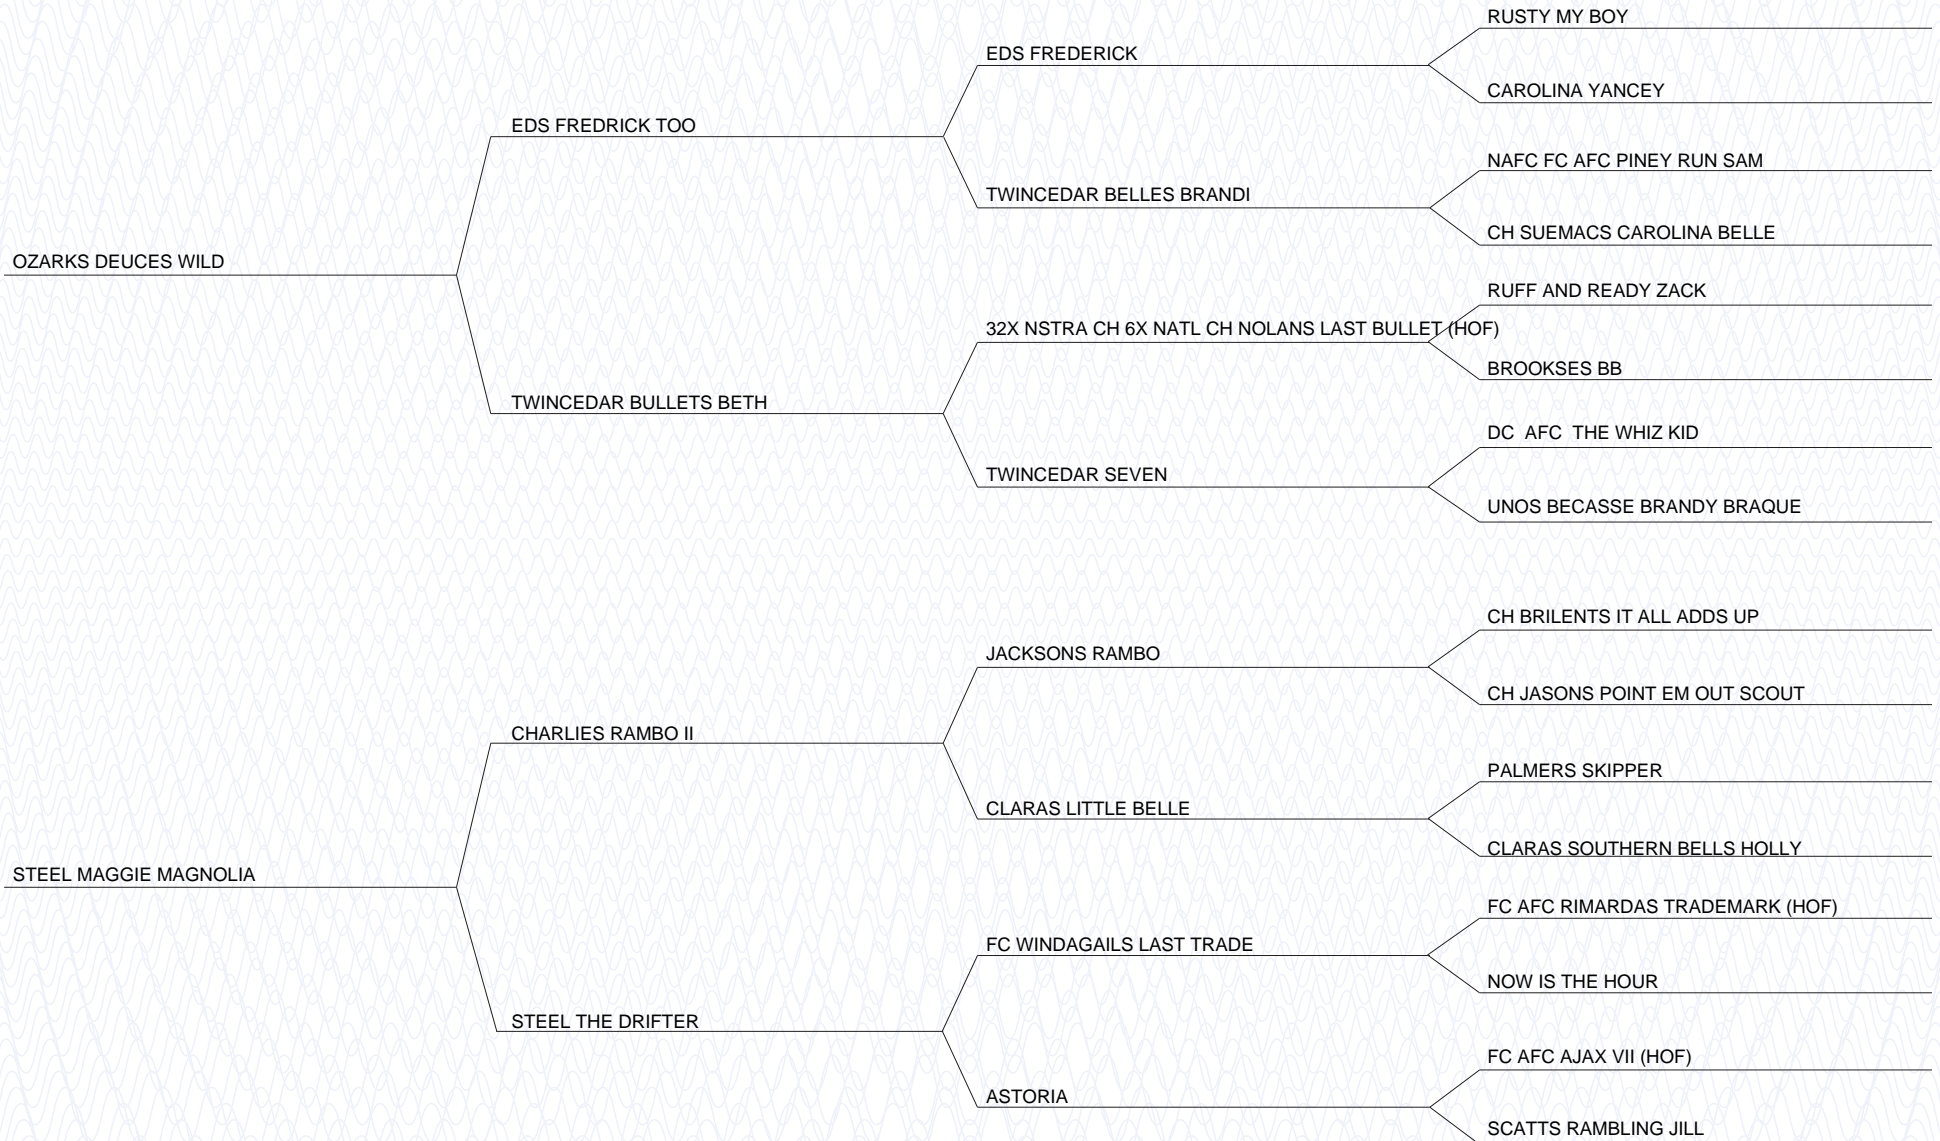 RUSTY MY BOY
EDS FREDERICK
CAROLINA YANCEY
EDS FREDRICK TOO
NAFC FC AFC PINEY RUN SAM
TWINCEDAR BELLES BRANDI
CH SUEMACS CAROLINA BELLE
OZARKS DEUCES WILD
RUFF AND READY ZACK
32X NSTRA CH 6X NATL CH NOLANS LAST BULLET (HOF)
BROOKSES BB
TWINCEDAR BULLETS BETH
DC  AFC  THE WHIZ KID
TWINCEDAR SEVEN
UNOS BECASSE BRANDY BRAQUE
CH BRILENTS IT ALL ADDS UP
JACKSONS RAMBO
CH JASONS POINT EM OUT SCOUT
CHARLIES RAMBO II
PALMERS SKIPPER
CLARAS LITTLE BELLE
CLARAS SOUTHERN BELLS HOLLY
STEEL MAGGIE MAGNOLIA
FC AFC RIMARDAS TRADEMARK (HOF)
FC WINDAGAILS LAST TRADE
NOW IS THE HOUR
STEEL THE DRIFTER
FC AFC AJAX VII (HOF)
ASTORIA
SCATTS RAMBLING JILL